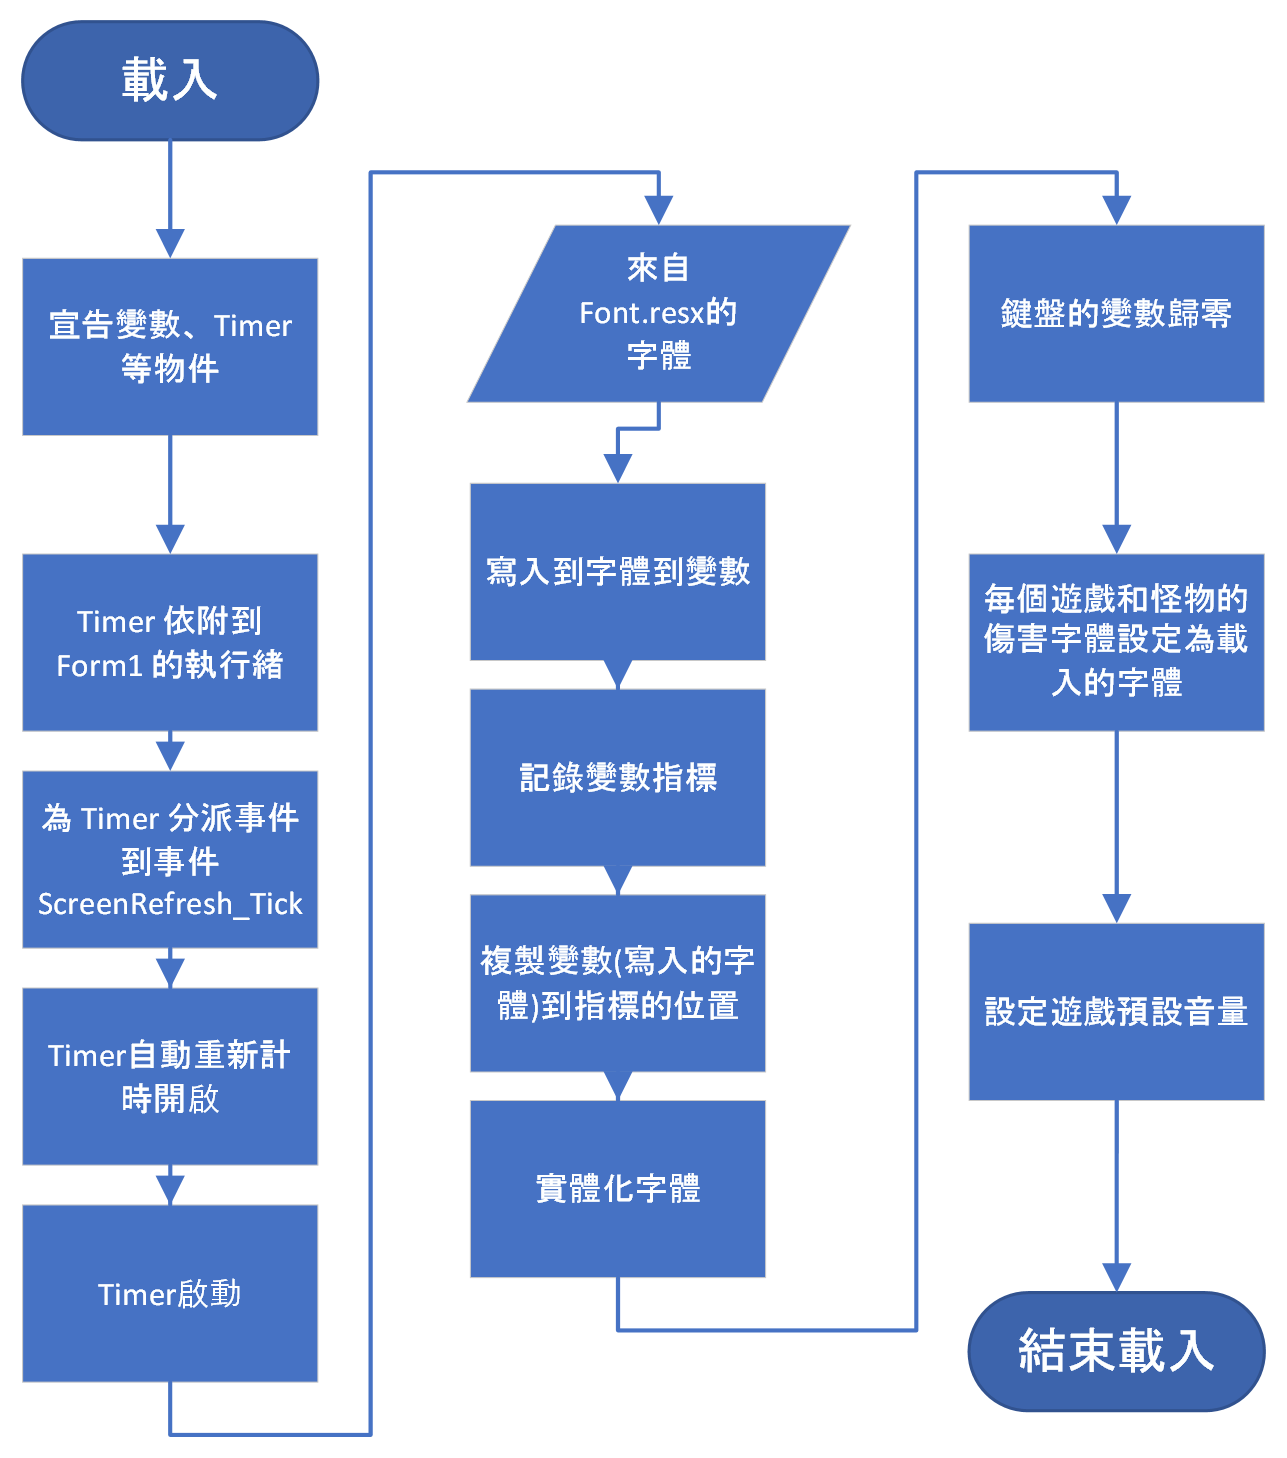 載入
宣告變數、Timer
等物件
Timer 依附到
Form1 的執行緒
為 Timer 分派事件
到事件
ScreenRefresh_Tick
Timer自動重新計
時開啟
Timer啟動
來自
Font.resx的
字體
寫入到字體到變數
記錄變數指標
複製變數(寫入的字
體)到指標的位置
實體化字體
鍵盤的變數歸零
每個遊戲和怪物的
傷害字體設定為載
入的字體
設定遊戲預設音量
結束載入